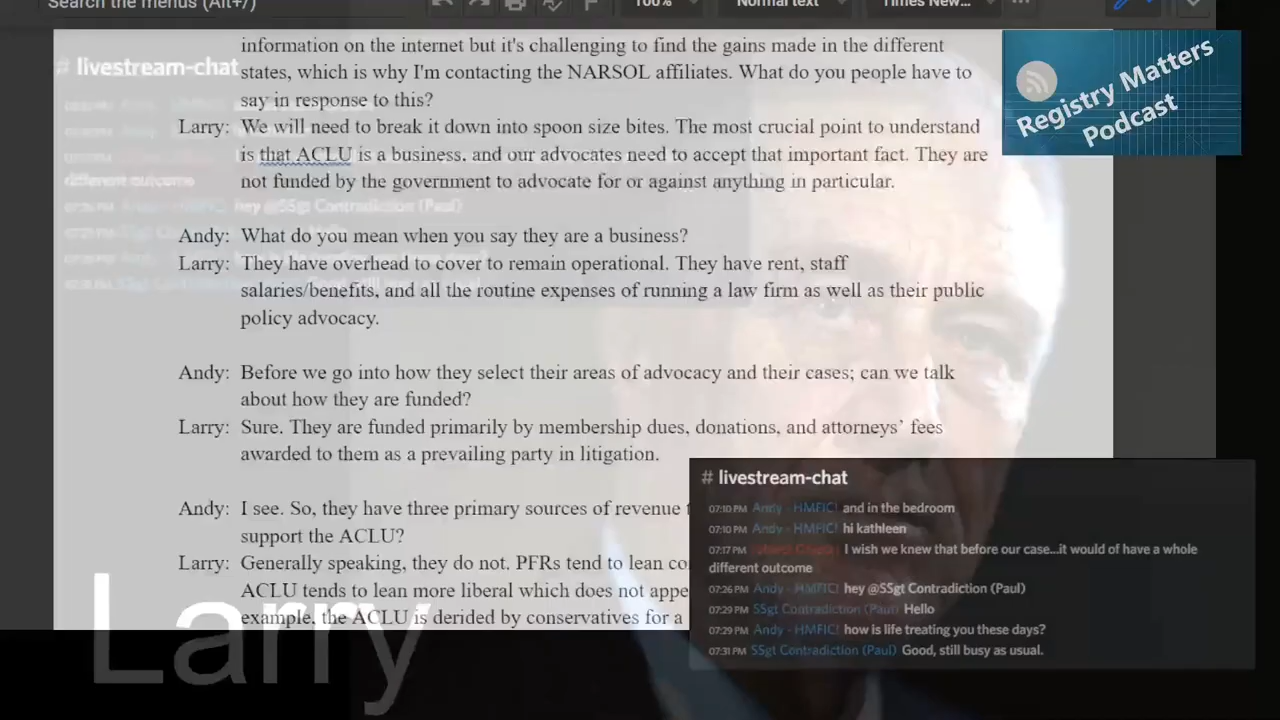 Search the menus (Alt+/)
100%
Normal text
Times New...
information on the internet but it's challenging to find the gains made in the different
states, which is why I'm contacting the NARSOL affiliates. What do you people have to
say in response to this?
Larry: We will need to break it down into spoon size bites. The most crucial point to understand
is that ACLU is a business, and our advocates need to accept that important fact. They are
not funded by the government to advocate for or against anything in particular.
Andy: What do you mean when you say they are a business?
Larry: They have overhead to cover to remain operational. They have rent, staff
salaries/benefits, and all the routine expenses of running a law firm as well as their public
policy advocacy.
Andy: Before we go into how they select their areas of advocacy and their cases; can we talk
about how they are funded?
Larry: Sure. They are funded primarily by membership dues, donations, and attorneys' fees
awarded to them as a prevailing party in litigation.
Andy: I see. So, they have three primary sources of revenue
support the ACLU?
Larry: Generally speaking, they do not. PFRs tend to lean
ACLU tends to lean more liberal which does not
example, the ACLU is derided by conservatives for a
Registry Matters
Podcast
# livestream-chat
different outcome
hey @SSgt Contradiction (Paul)
# livestream-chat
07:10 PM Andy - HMFIC! and in the bedroom
07:10 PM Andy - HMFIC! hi kathleen
07:17 PM I wish we knew that before our case...it would of have a whole
different outcome
07:26 PM Andy - HMFIC! hey @SSgt Contradiction (Paul)
07:29 PM SSgt Contradiction (Paul) Hello
07:29 PM Andy - HMFIC! how is life treating you these days?
07:31 PM SSgt Contradiction (Paul) Good, still busy as usual.
Larry